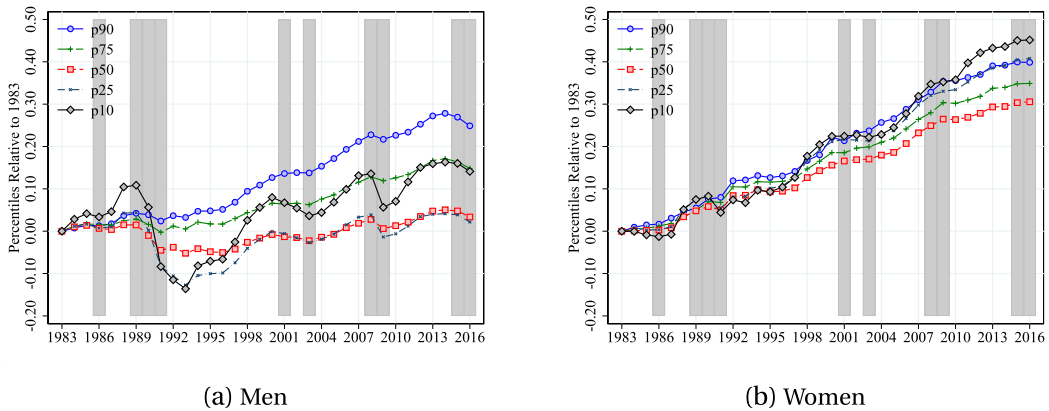 Percentiles Relative to 1983
0.50
0.40
0.30
0.20
0.10
0.00
-0.10
-0.20
p90
p75
p50
p25
p10
1983 1986 1989 1992 1995 1998 2001 2004 2007 2010 2013 2016
(a) Men
Percentiles Relative to 1983
0.50
0.40
0.30
0.20
0.10
0.00
-0.10
-0.20
p90
p75
p50
p25
p10
1983 1986 1989 1992 1995 1998 2001 2004 2007 2010 2013 2016
(b) Women